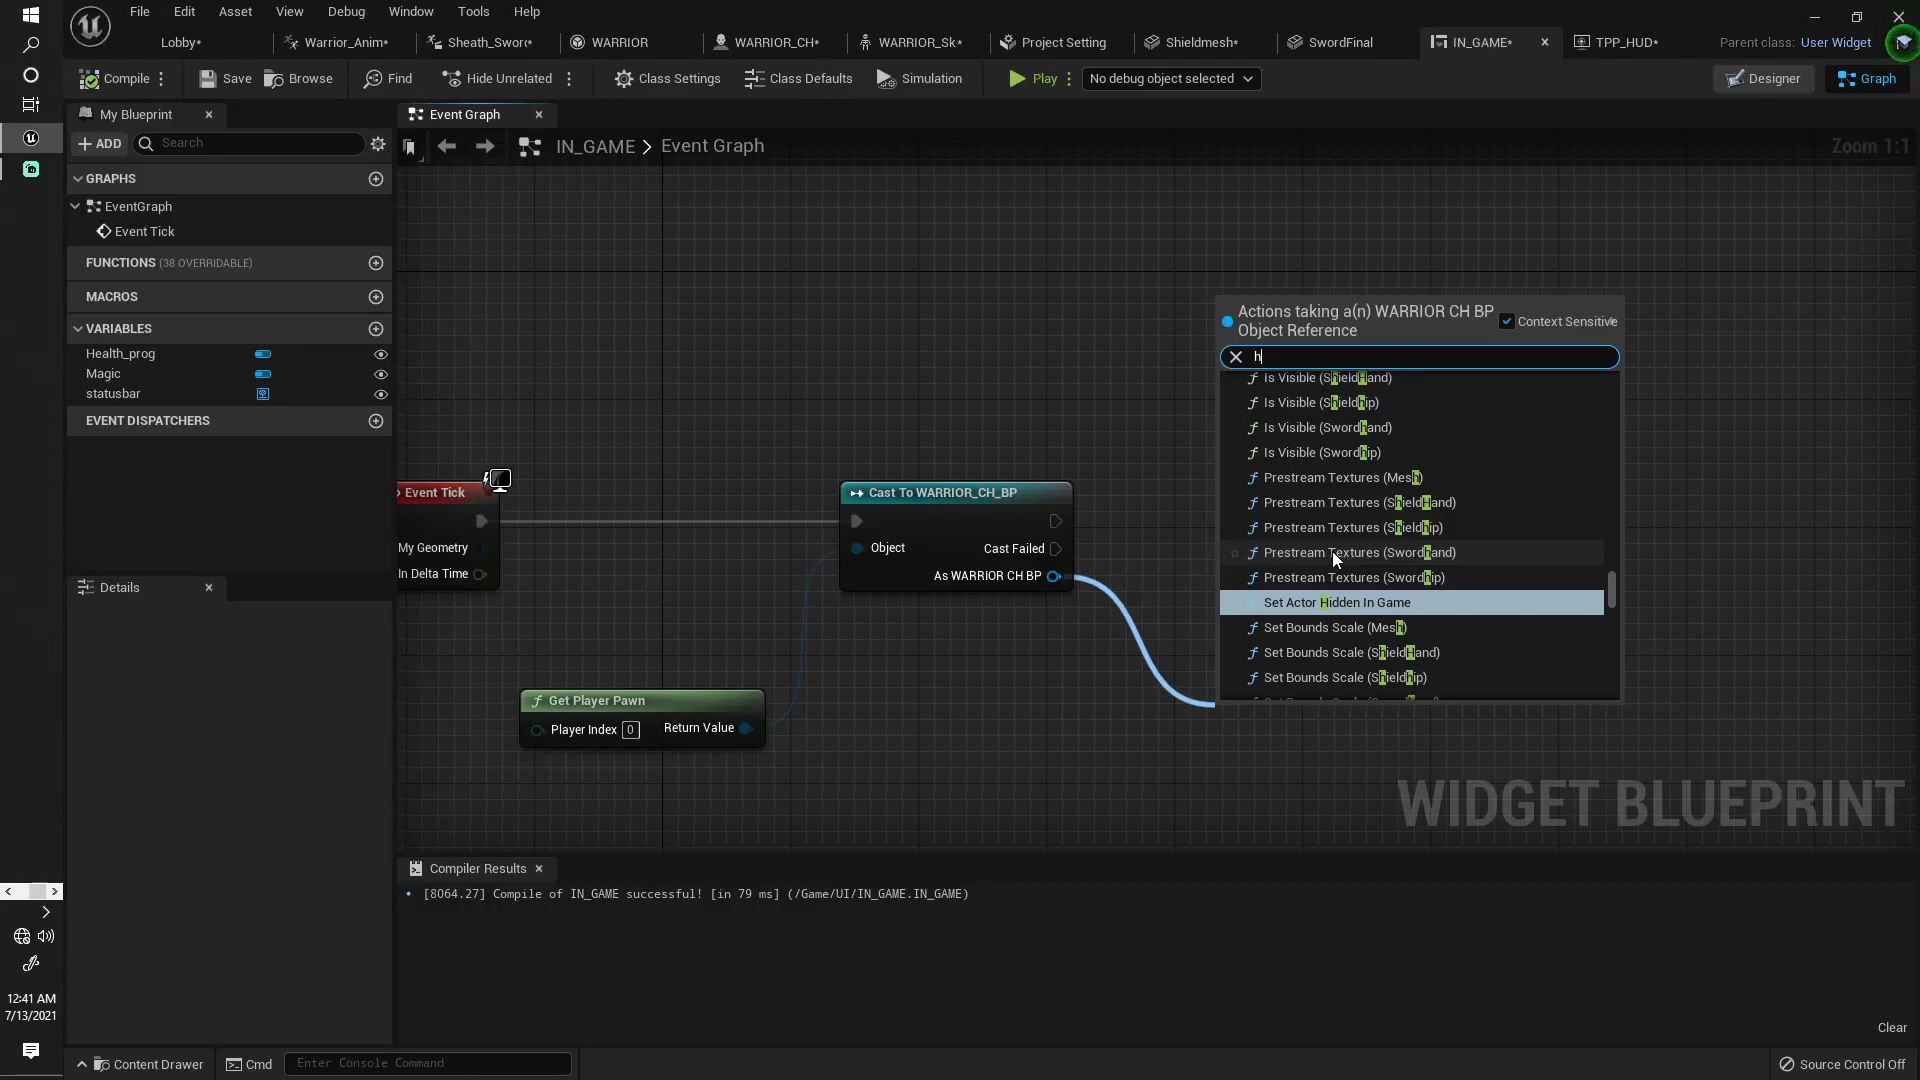 File Edit Asset View Debug Window Tools Help
Lobby* Warrior_Anim* Sheath_Swor(* WARRIOR WARRIOR_CH* WARRIOR_Sk* Project Setting Shieldmesh* SwordFinal IN_GAME* TPP_HUD* Parent class: User Widget
Compile Save Browse Find Hide Unrelated Class Settings Class Defaults Simulation Play No debug object selected Designer Graph
My Blueprint Event Graph
ADD Search IN_GAME > Event Graph Zoom 1:1
GRAPHS
EventGraph
Event Tick
FUNCTIONS (38 OVERRIDABLE)
MACROS
VARIABLES
Health_prog
Magic
statusbar
EVENT DISPATCHERS
Details
Event Tick
My Geometry
In Delta Time
Cast To WARRIOR_CH_BP
Object Cast Failed
As WARRIOR CH BP
Get Player Pawn
Player Index 0 Return Value
Actions taking a(n) WARRIOR CH BP
Object Reference
Context Sensitive
h
Is Visible (ShieldHand)
Is Visible (Shieldhip)
Is Visible (Swordhand)
Is Visible (Swordhip)
Prestream Textures (Mesh)
Prestream Textures (ShieldHand)
Prestream Textures (Shieldhip)
Prestream Textures (Swordhand)
Prestream Textures (Swordhip)
Set Actor Hidden In Game
Set Bounds Scale (Mesh)
Set Bounds Scale (ShieldHand)
Set Bounds Scale (Shieldhip)
WIDGET BLUEPRINT
Compiler Results
[8064.27] Compile of IN_GAME successful! [in 79 ms] (/Game/UI/IN_GAME.IN_GAME)
Clear
12:41 AM
7/13/2021
Content Drawer Cmd Enter Console Command Source Control Off